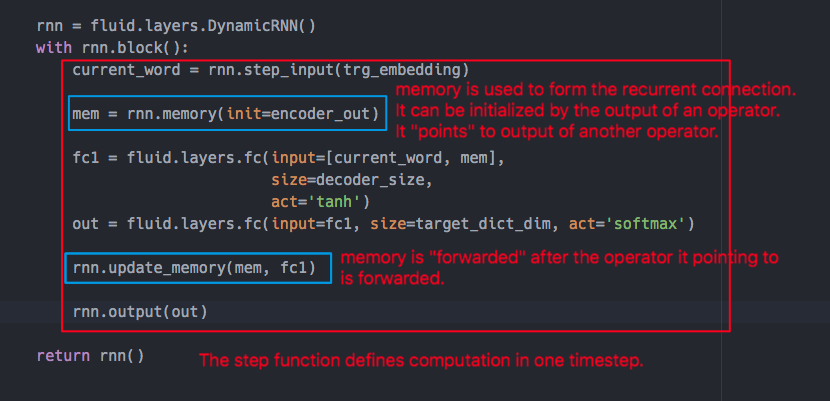 rnn = fluid.layers.DynamicRNN()
with rnn.block():
current_word = rnn.step_input(trg_embedding)
memory is used to form the recurrent connection.
mem = rnn.memory(init=encoder_out)
It can be initialized by the output of an operator.
It "points" to output of another operator.
fc1 = fluid.layers.fc(input=[current_word, mem],
size=decoder_size,
act='tanh')
out = fluid.layers.fc(input=fc1, size=target_dict_dim, act='softmax')
rnn.update_memory(mem, fc1)
memory is "forwarded" after the operator it pointing to
is forwarded.
rnn.output(out)
return rnn()
The step function defines computation in one timestep.